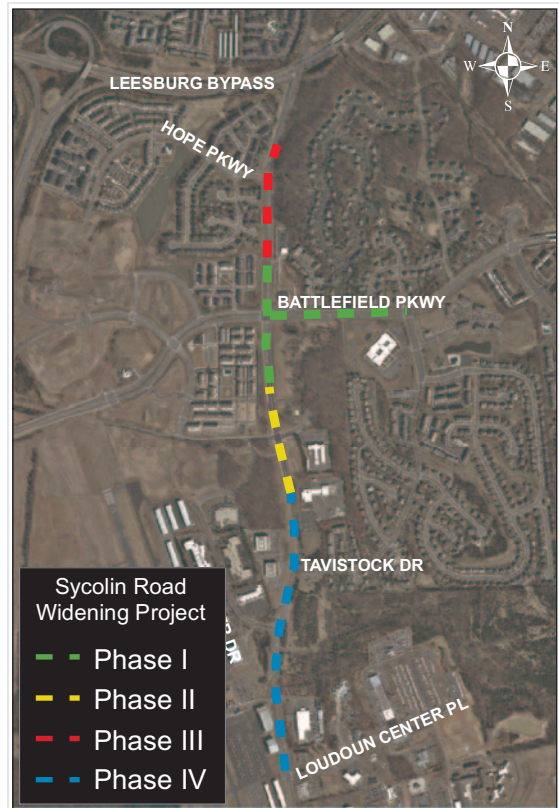 N
W E
S
LEESBURG BYPASS
HOPE PKWY
BATTLEFIELD PKWY
TAVISTOCK DR
DR
LOUDOUN CENTER PL
Sycolin Road
Widening Project
Phase I
Phase II
Phase III
Phase IV